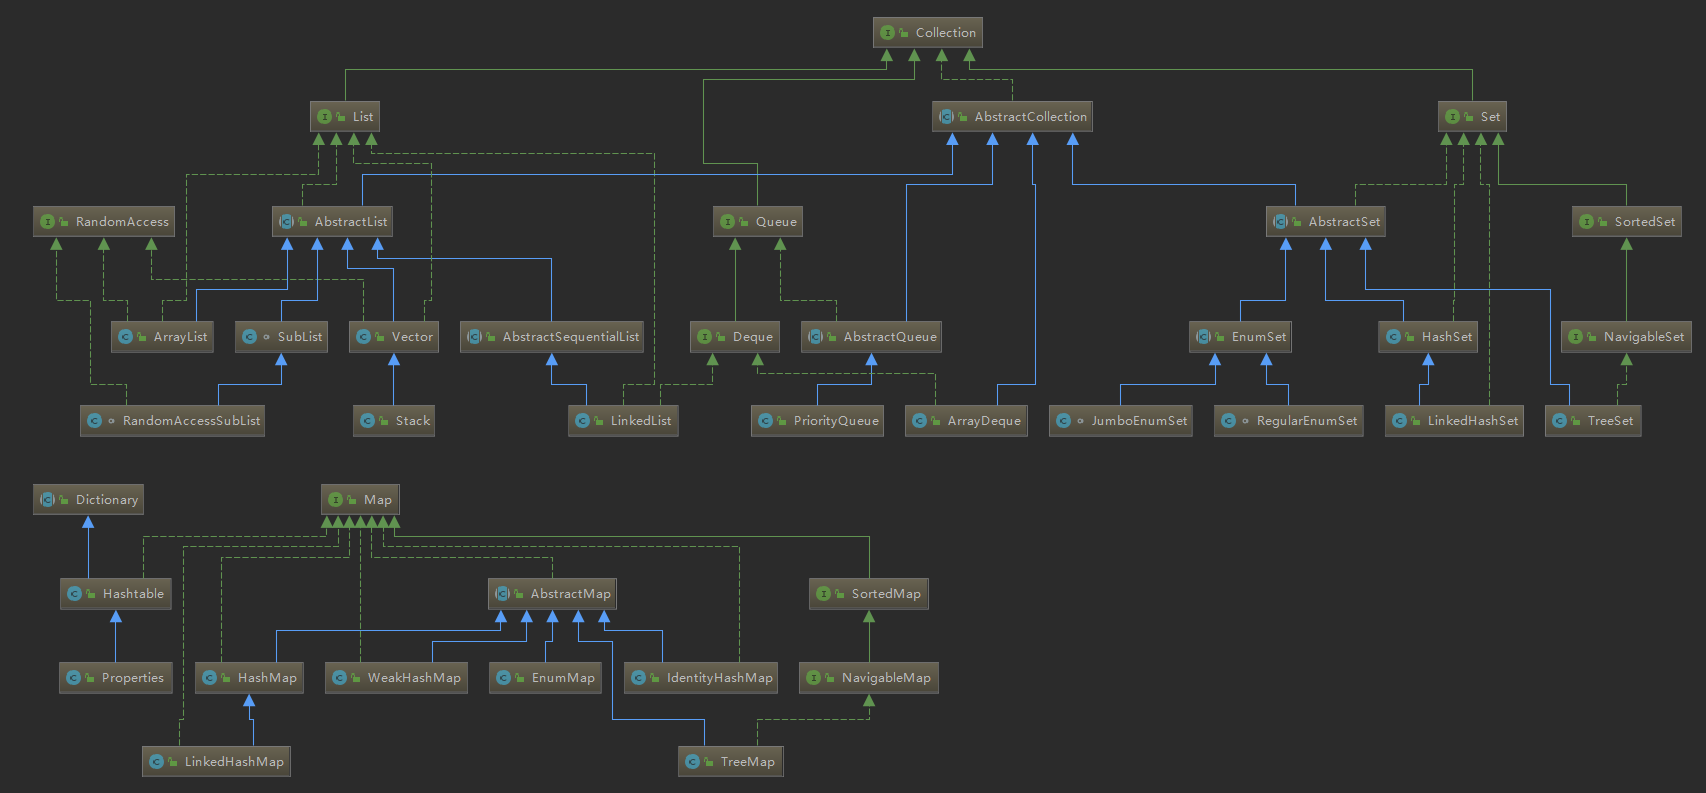 Collection
List
AbstractCollection
Set
RandomAccess
AbstractList
Queue
AbstractSet
SortedSet
ArrayList
SubList
Vector
AbstractSequentialList
Deque
AbstractQueue
EnumSet
HashSet
NavigableSet
RandomAccessSubList
Stack
LinkedList
PriorityQueue
ArrayDeque
JumboEnumSet
RegularEnumSet
LinkedHashSet
TreeSet
Dictionary
Map
Hashtable
AbstractMap
SortedMap
Properties
HashMap
WeakHashMap
EnumMap
IdentityHashMap
NavigableMap
LinkedHashMap
TreeMap